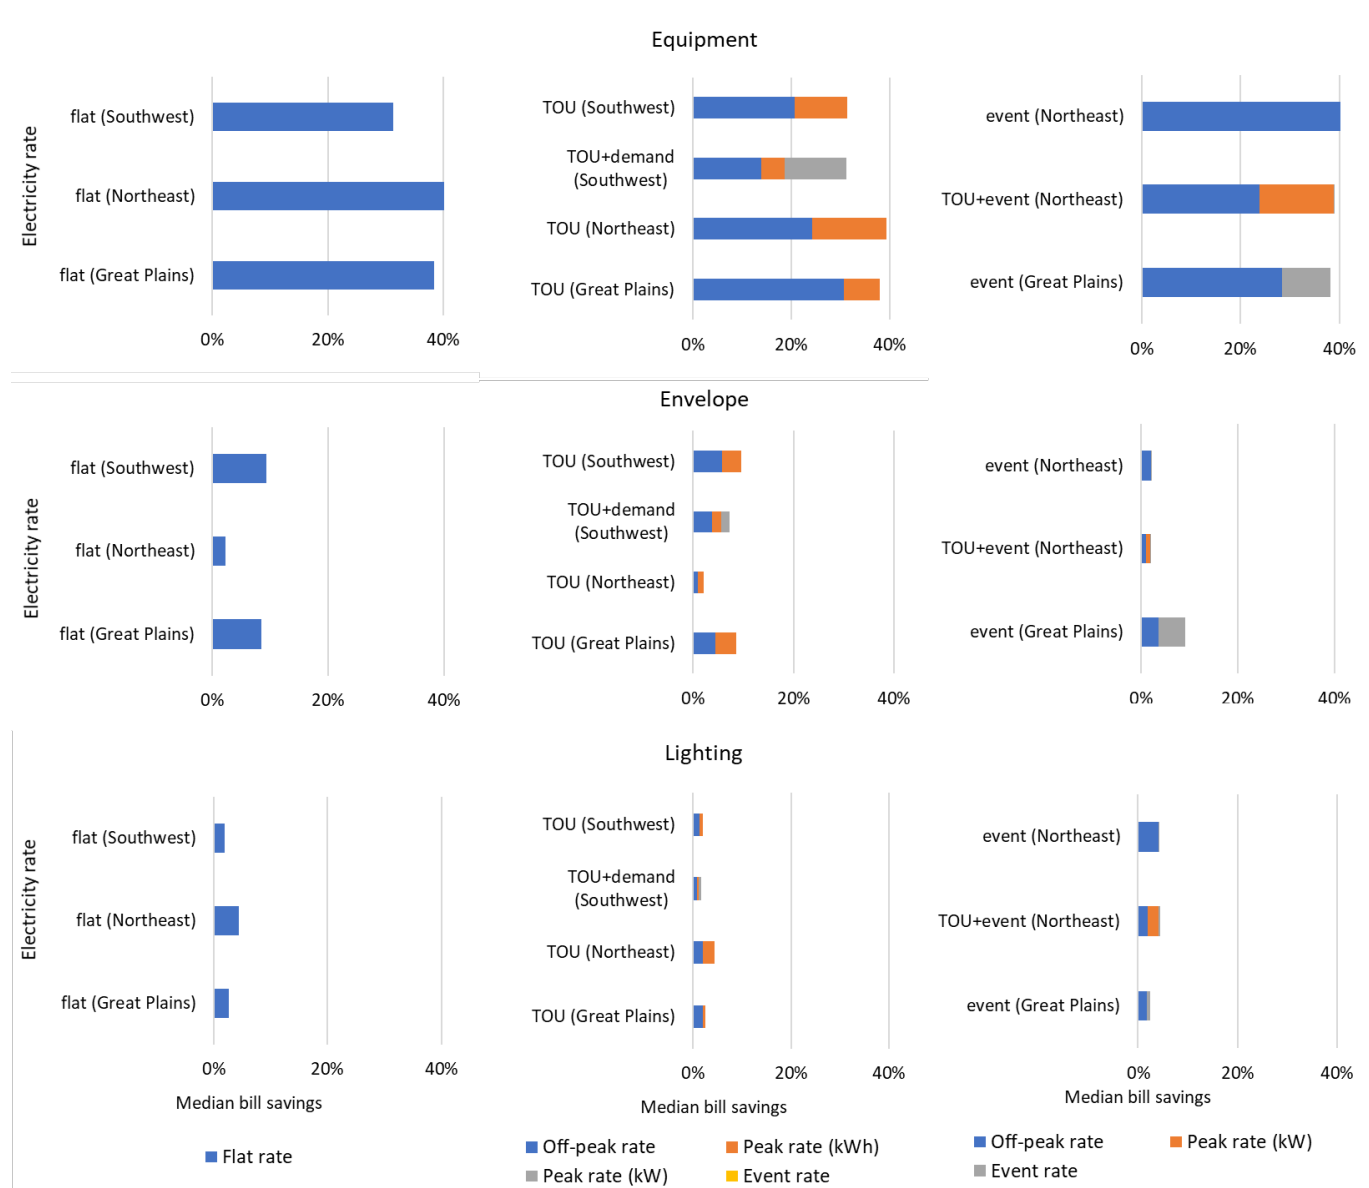 Equipment
Electricity rate
flat (Southwest)
flat (Northeast)
flat (Great Plains)
0% 20% 40%
TOU (Southwest)
TOU+demand
(Southwest)
TOU (Northeast)
TOU (Great Plains)
0% 20% 40%
event (Northeast)
TOU+event (Northeast)
event (Great Plains)
0% 20% 40%
Envelope
Electricity rate
flat (Southwest)
flat (Northeast)
flat (Great Plains)
0% 20% 40%
TOU (Southwest)
TOU+demand
(Southwest)
TOU (Northeast)
TOU (Great Plains)
0% 20% 40%
event (Northeast)
TOU+event (Northeast)
event (Great Plains)
0% 20% 40%
Lighting
Electricity rate
flat (Southwest)
flat (Northeast)
flat (Great Plains)
0% 20% 40%
Median bill savings
Flat rate
TOU (Southwest)
TOU+demand
(Southwest)
TOU (Northeast)
TOU (Great Plains)
0% 20% 40%
Median bill savings
Off-peak rate Peak rate (kWh)
Peak rate (kW) Event rate
event (Northeast)
TOU+event (Northeast)
event (Great Plains)
0% 20% 40%
Median bill savings
Off-peak rate Peak rate (kW)
Event rate